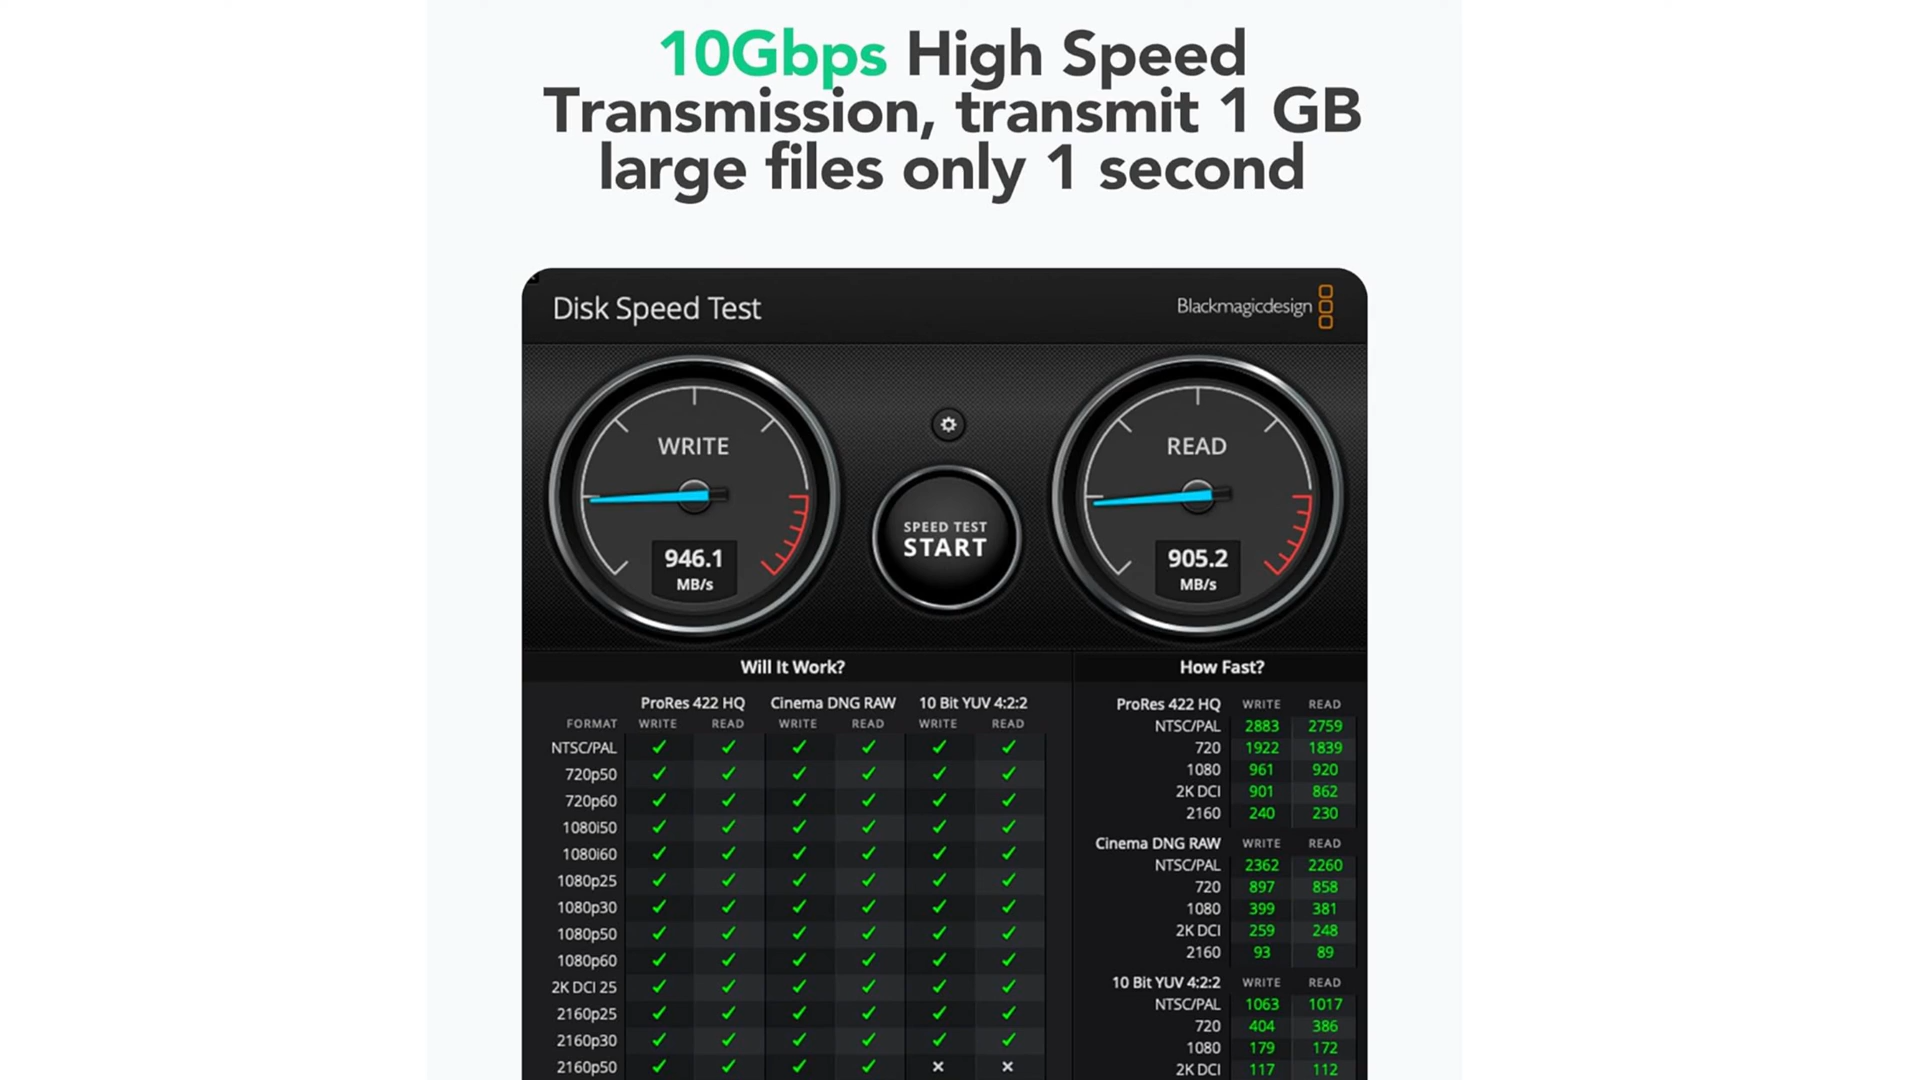 10Gbps High Speed
Transmission, transmit 1 GB
large files only 1 second
Disk Speed Test
Blackmagicdesign
WRITE
946.1
MB/s
SPEED TEST
START
READ
905.2
MB/s
Will It Work?
ProRes 422 HQ Cinema DNG RAW 10 Bit YUV 4:2:2
FORMAT WRITE READ WRITE READ WRITE READ
NTSC/PAL ✓ ✓ ✓ ✓ ✓ ✓
720p50 ✓ ✓ ✓ ✓ ✓ ✓
720p60 ✓ ✓ ✓ ✓ ✓ ✓
1080i50 ✓ ✓ ✓ ✓ ✓ ✓
1080i60 ✓ ✓ ✓ ✓ ✓ ✓
1080p25 ✓ ✓ ✓ ✓ ✓ ✓
1080p30 ✓ ✓ ✓ ✓ ✓ ✓
1080p50 ✓ ✓ ✓ ✓ ✓ ✓
1080p60 ✓ ✓ ✓ ✓ ✓ ✓
2K DCI 25 ✓ ✓ ✓ ✓ ✓ ✓
2160p25 ✓ ✓ ✓ ✓ ✓ ✓
2160p30 ✓ ✓ ✓ ✓ ✓ ✓
2160p50 ✓ ✓ ✓ ✓ × ×
How Fast?
ProRes 422 HQ WRITE READ
NTSC/PAL 2883 2759
720 1922 1839
1080 961 920
2K DCI 901 862
2160 240 230
Cinema DNG RAW WRITE READ
NTSC/PAL 2362 2260
720 897 858
1080 399 381
2K DCI 259 248
2160 93 89
10 Bit YUV 4:2:2 WRITE READ
NTSC/PAL 1063 1017
720 404 386
1080 179 172
2K DCI 117 112